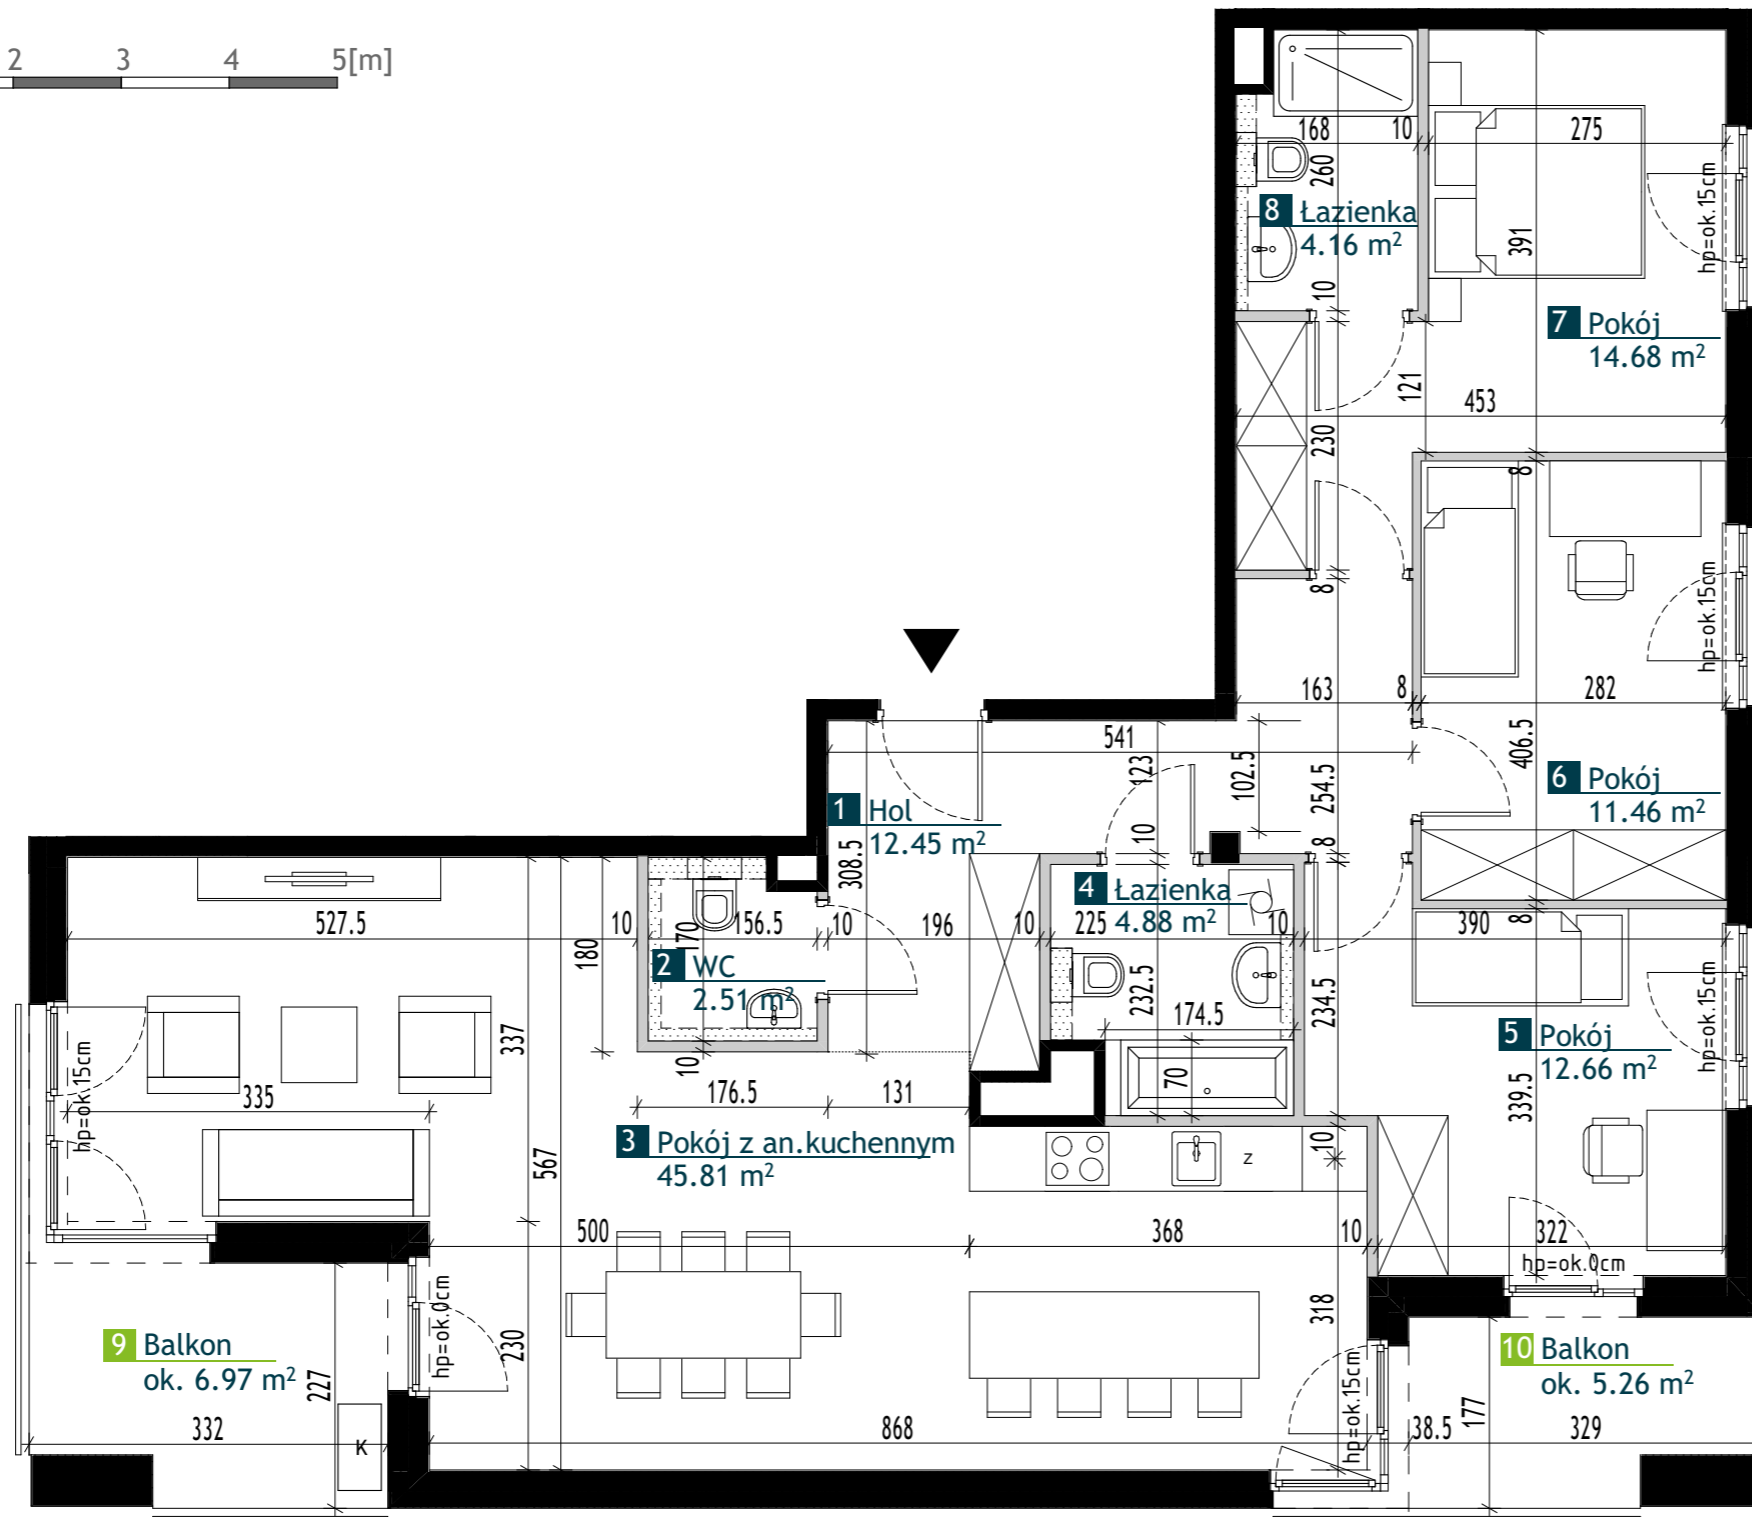 2 3 4 5[m]
168 10 275
260
hp=ok.15cm
8 Łazienka
4.16 m²
391
10
7 Pokój
14.68 m²
121
453
230
8
8
hp=ok.15cm
163 8 282
541
123
102.5
254.5
406.5
6 Pokój
11.46 m²
1 Hol
12.45 m²
308.5
10
8
4 Łazienka
4.88 m²
527.5 10 156.5 10 196 10 225 10 390
8
180
170
2 WC
2.51 m²
232.5
174.5
234.5
hp=ok.15cm
5 Pokój
12.66 m²
337
hp=ok.15cm
335
10
176.5 131
70
339.5
3 Pokój z an.kuchennym
45.81 m²
567
z
10
500 368 10 322
hp=ok.0cm
hp=ok.0cm
230
318
9 Balkon
ok. 6.97 m²
227
10 Balkon
ok. 5.26 m²
hp=ok.15cm
177
332
K
868
38.5 329